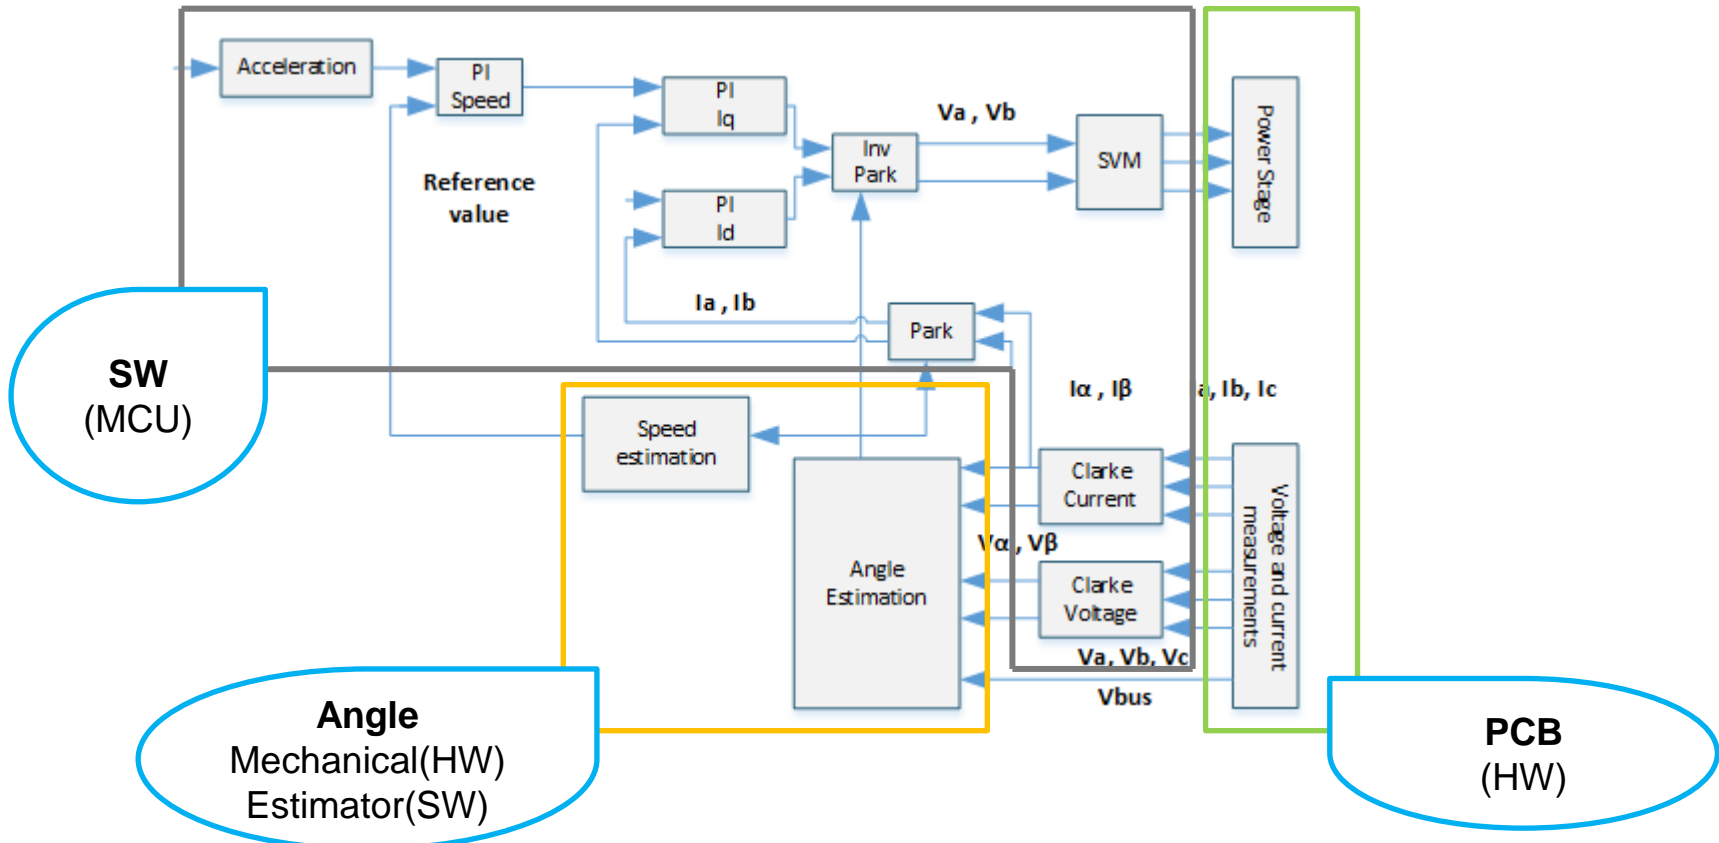 Acceleration
PI
Speed
PI
Iq
Va , Vb
Inv
Park
SVM
Power Stage
Reference
value
PI
Id
Ia , Ib
Park
SW
(MCU)
Iα , Iβ
a, Ib, Ic
Speed
estimation
Clarke
Current
Voltage and current
measurements
Vα , Vβ
Angle
Estimation
Clarke
Voltage
Va, Vb, Vc
Vbus
Angle
Mechanical(HW)
Estimator(SW)
PCB
(HW)